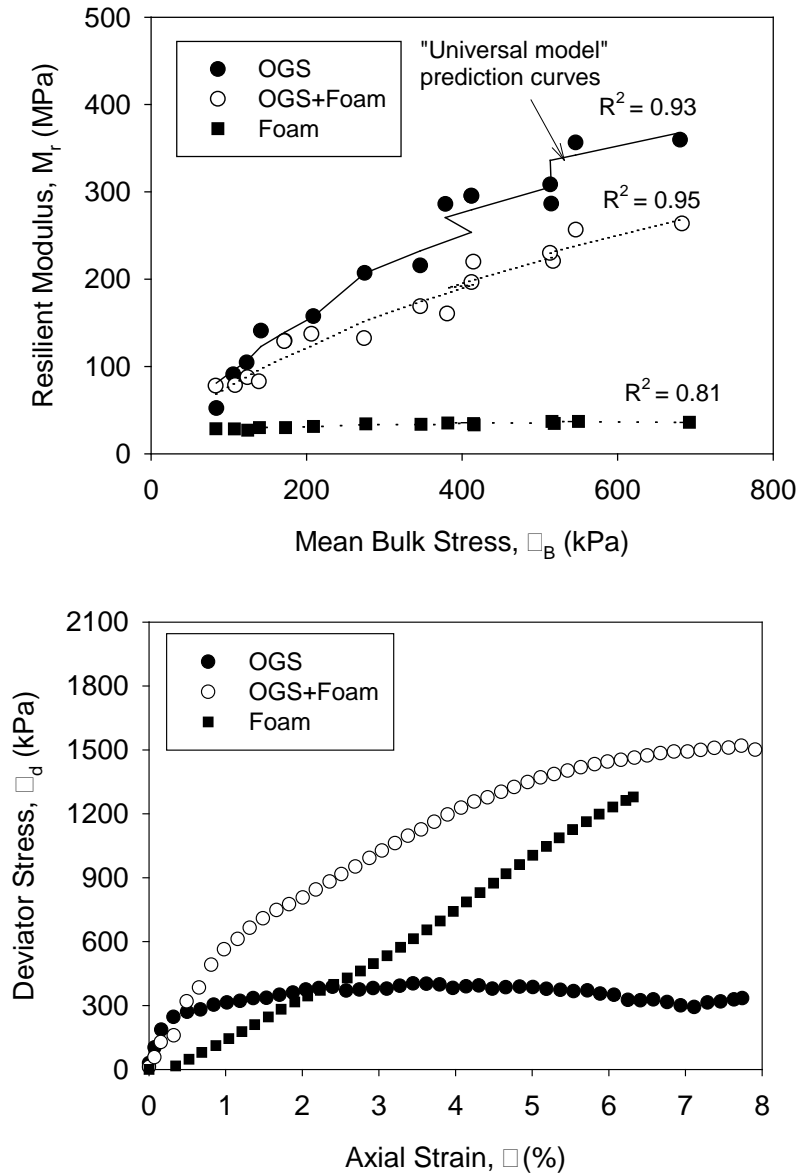 500
400
300
200
100
0
Resilient Modulus, M_r (MPa)
OGS
OGS+Foam
Foam
"Universal model"
prediction curves
R² = 0.93
R² = 0.95
R² = 0.81
0 200 400 600 800
Mean Bulk Stress, □_B (kPa)
2100
1800
1500
1200
900
600
300
0
Deviator Stress, □_d (kPa)
OGS
OGS+Foam
Foam
0 1 2 3 4 5 6 7 8
Axial Strain, □ (%)